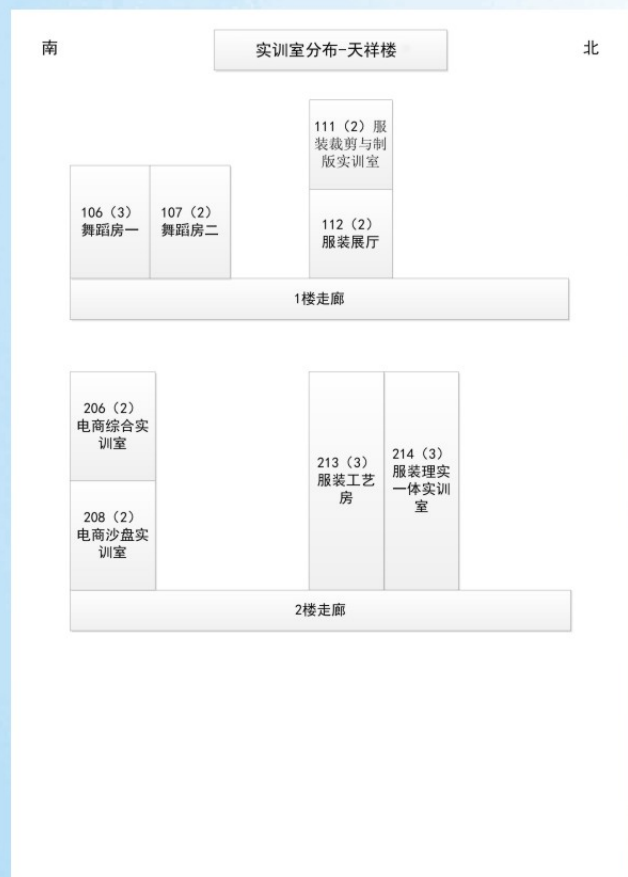 南
实训室分布-天祥楼
北
111（2）服
装裁剪与制
版实训室
106（3）
舞蹈房一
107（2）
舞蹈房二
112（2）
服装展厅
1楼走廊
206（2）
电商综合实
训室
208（2）
电商沙盘实
训室
213（3）
服装工艺
房
214（3）
服装理实
一体实训
室
2楼走廊